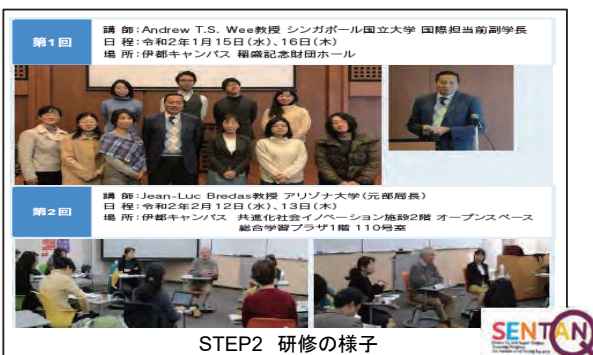 第1回
講 師:Andrew T.S. Wee教授 シンガポール国立大学 国際担当前副学長
日 程:令和2年1月15日(水)、16日(木)
場 所:伊都キャンパス 稲盛記念財団ホール
第2回
講 師:Jean-Luc Bredas教授 アリゾナ大学(元部局長)
日 程:令和2年2月12日(水)、13日(木)
場 所:伊都キャンパス 共進化社会イノベーション施設2階 オープンスペース
総合学習プラザ1階 110号室
STEP2 研修の様子
SENTAN
Q